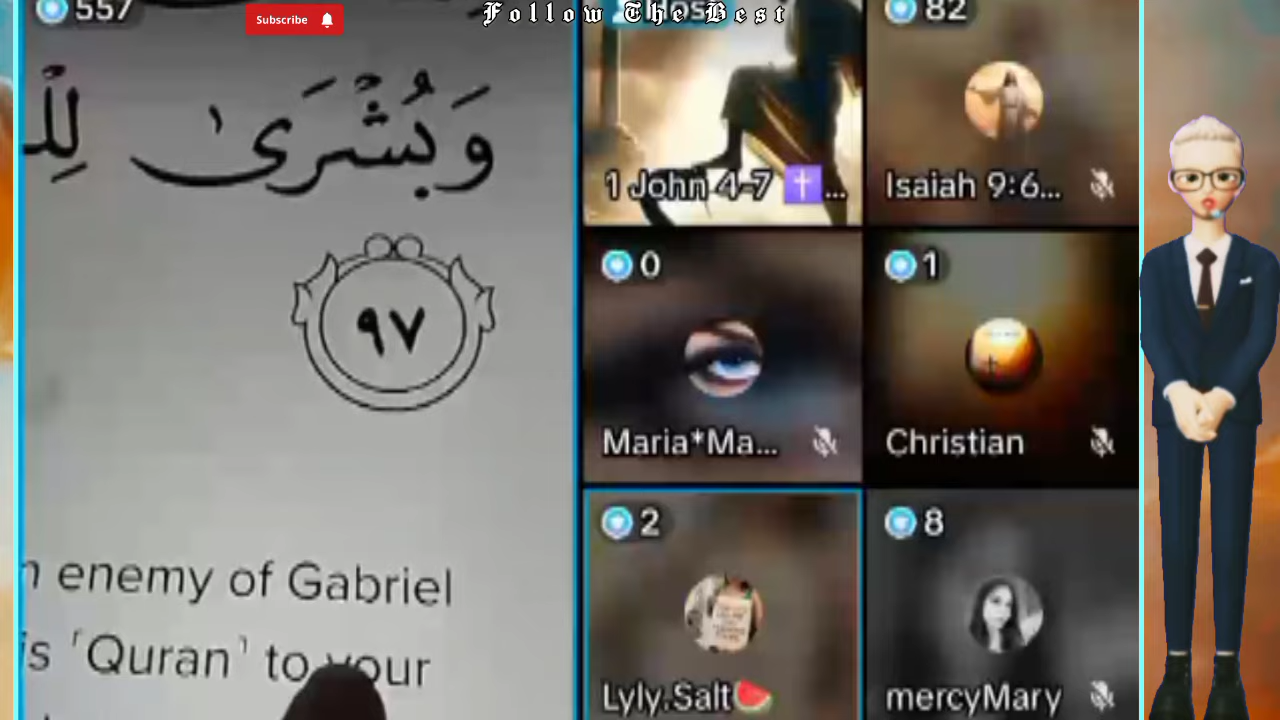 557
Subscribe
Follow The Best
82
وَبُشْرَىٰ
1 John 4-7 ✝️...
Isaiah 9:6...
٩٧
0
1
Maria*Ma...
Christian
enemy of Gabriel
'Quran' to your
2
8
Lyly.Salt🍉
mercyMary